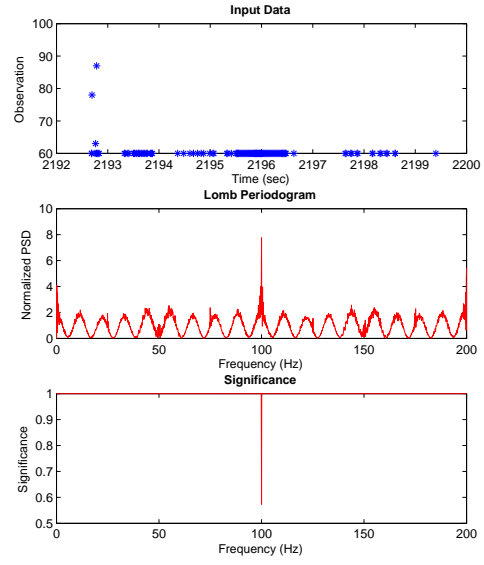 Input Data
100
90
80
70
60
Observation
2192 2193 2194 2195 2196 2197 2198 2199 2200
Time (sec)
Lomb Periodogram
10
8
6
4
2
0
Normalized PSD
0 50 100 150 200
Frequency (Hz)
Significance
1
0.9
0.8
0.7
0.6
0.5
Significance
0 50 100 150 200
Frequency (Hz)